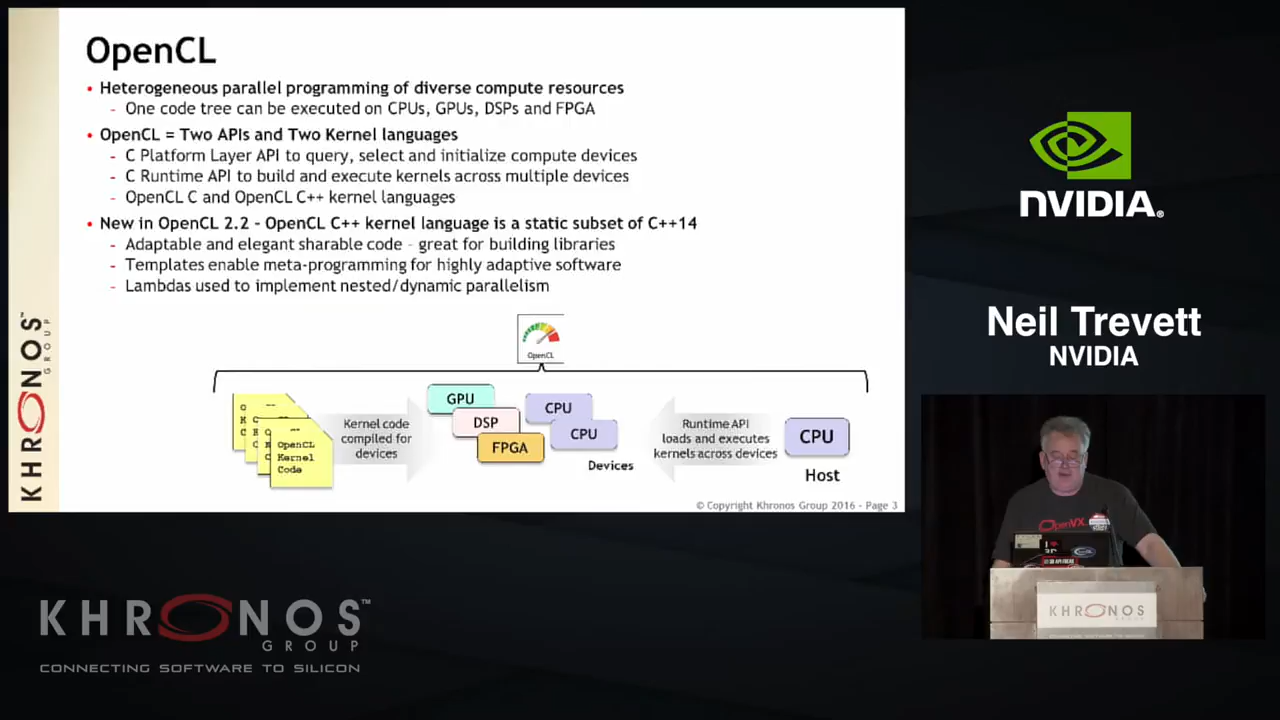 OpenCL
• Heterogeneous parallel programming of diverse compute resources
- One code tree can be executed on CPUs, GPUs, DSPs and FPGA
• OpenCL = Two APIs and Two Kernel languages
- C Platform Layer API to query, select and initialize compute devices
- C Runtime API to build and execute kernels across multiple devices
- OpenCL C and OpenCL C++ kernel languages
• New in OpenCL 2.2 - OpenCL C++ kernel language is a static subset of C++14
- Adaptable and elegant sharable code - great for building libraries
- Templates enable meta-programming for highly adaptive software
- Lambdas used to implement nested/dynamic parallelism
OpenCL
OpenCL
Kernel
Code
Kernel code
compiled for
devices
GPU
DSP
FPGA
CPU
CPU
Devices
Runtime API
loads and executes
kernels across devices
CPU
Host
© Copyright Khronos Group 2016 - Page 3
KHRONOS™
GROUP
NVIDIA.
Neil Trevett
NVIDIA
OpenVX
KHRONOS
KHRONOS™
GROUP
CONNECTING SOFTWARE TO SILICON